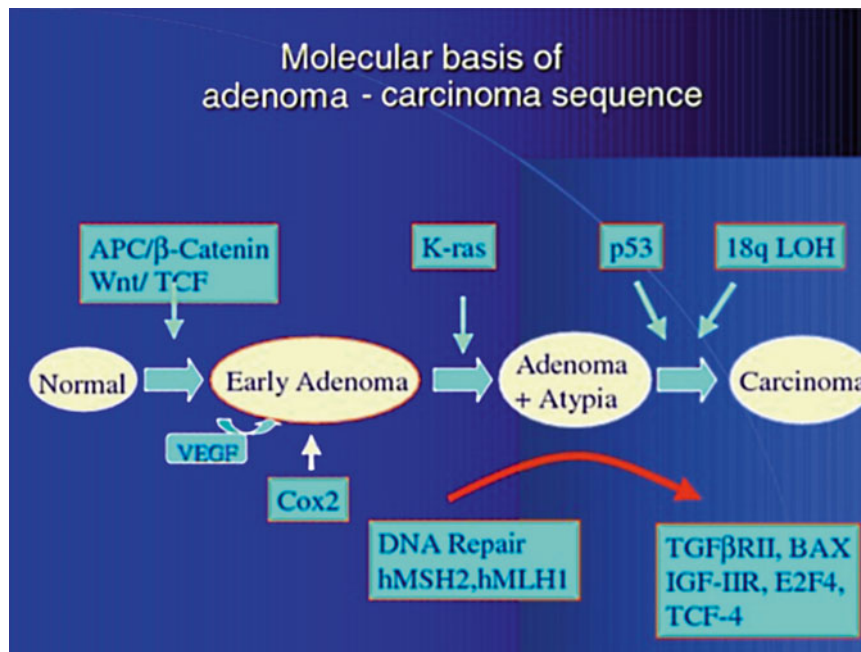 Molecular basis of
adenoma - carcinoma sequence
APC/β-Catenin
Wnt/ TCF
K-ras
p53
18q LOH
Normal
Early Adenoma
Adenoma
+ Atypia
Carcinoma
VEGF
Cox2
DNA Repair
hMSH2,hMLH1
TGFβRII, BAX
IGF-IIR, E2F4,
TCF-4